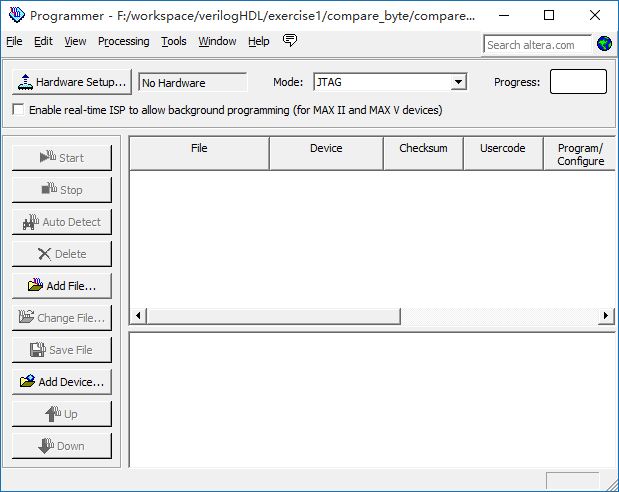 Programmer - F:/workspace/verilogHDL/exercise1/compare_byte/compare...
File Edit View Processing Tools Window Help
Search altera.com
Hardware Setup... No Hardware Mode: JTAG Progress:
Enable real-time ISP to allow background programming (for MAX II and MAX V devices)
Start
Stop
Auto Detect
Delete
Add File...
Change File...
Save File
Add Device...
Up
Down
File Device Checksum Usercode Program/
Configure